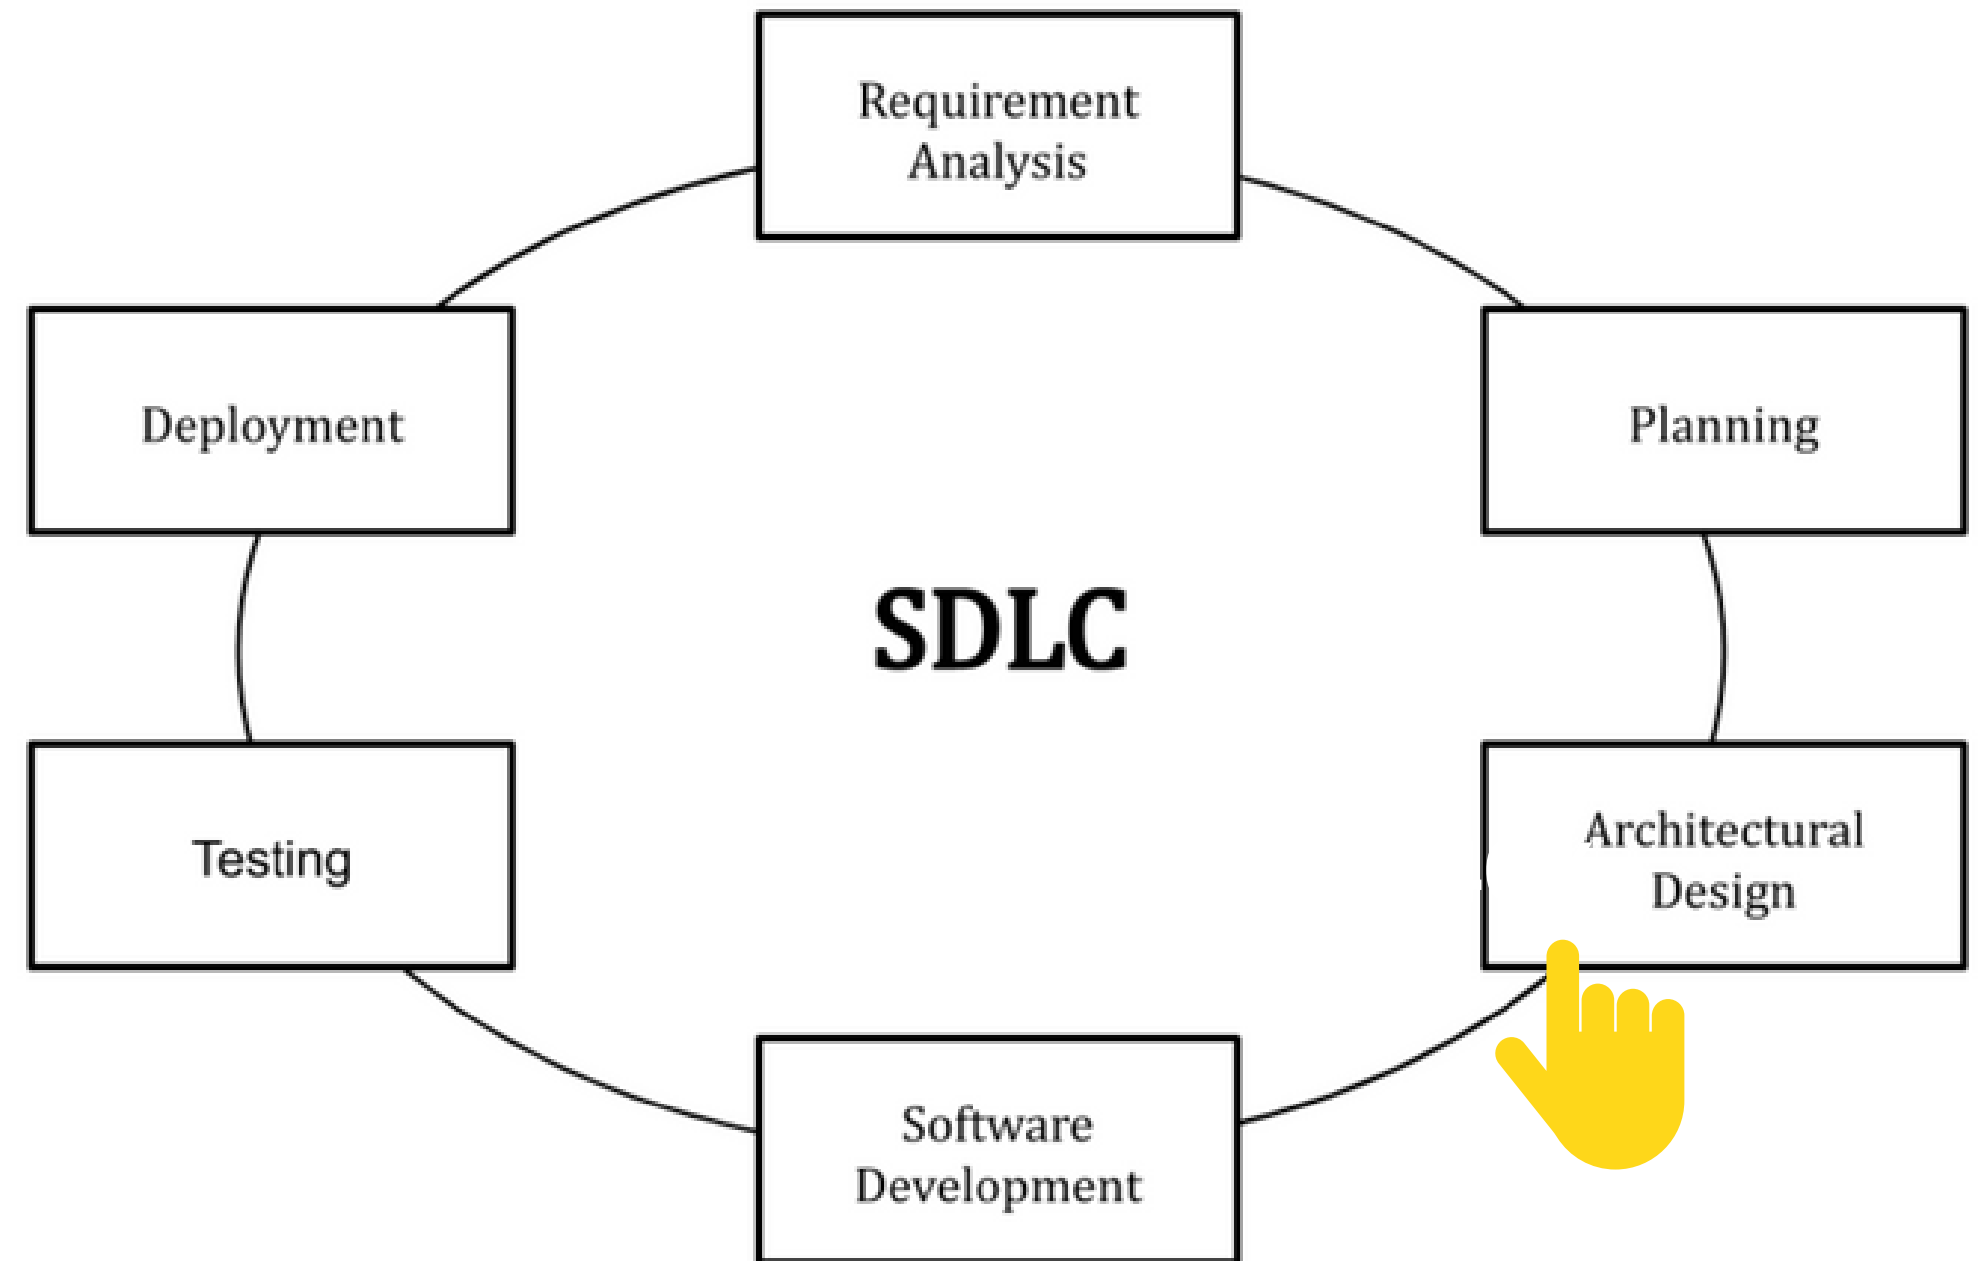 Requirement
Analysis
Deployment
Planning
SDLC
Testing
Architectural
Design
Software
Development